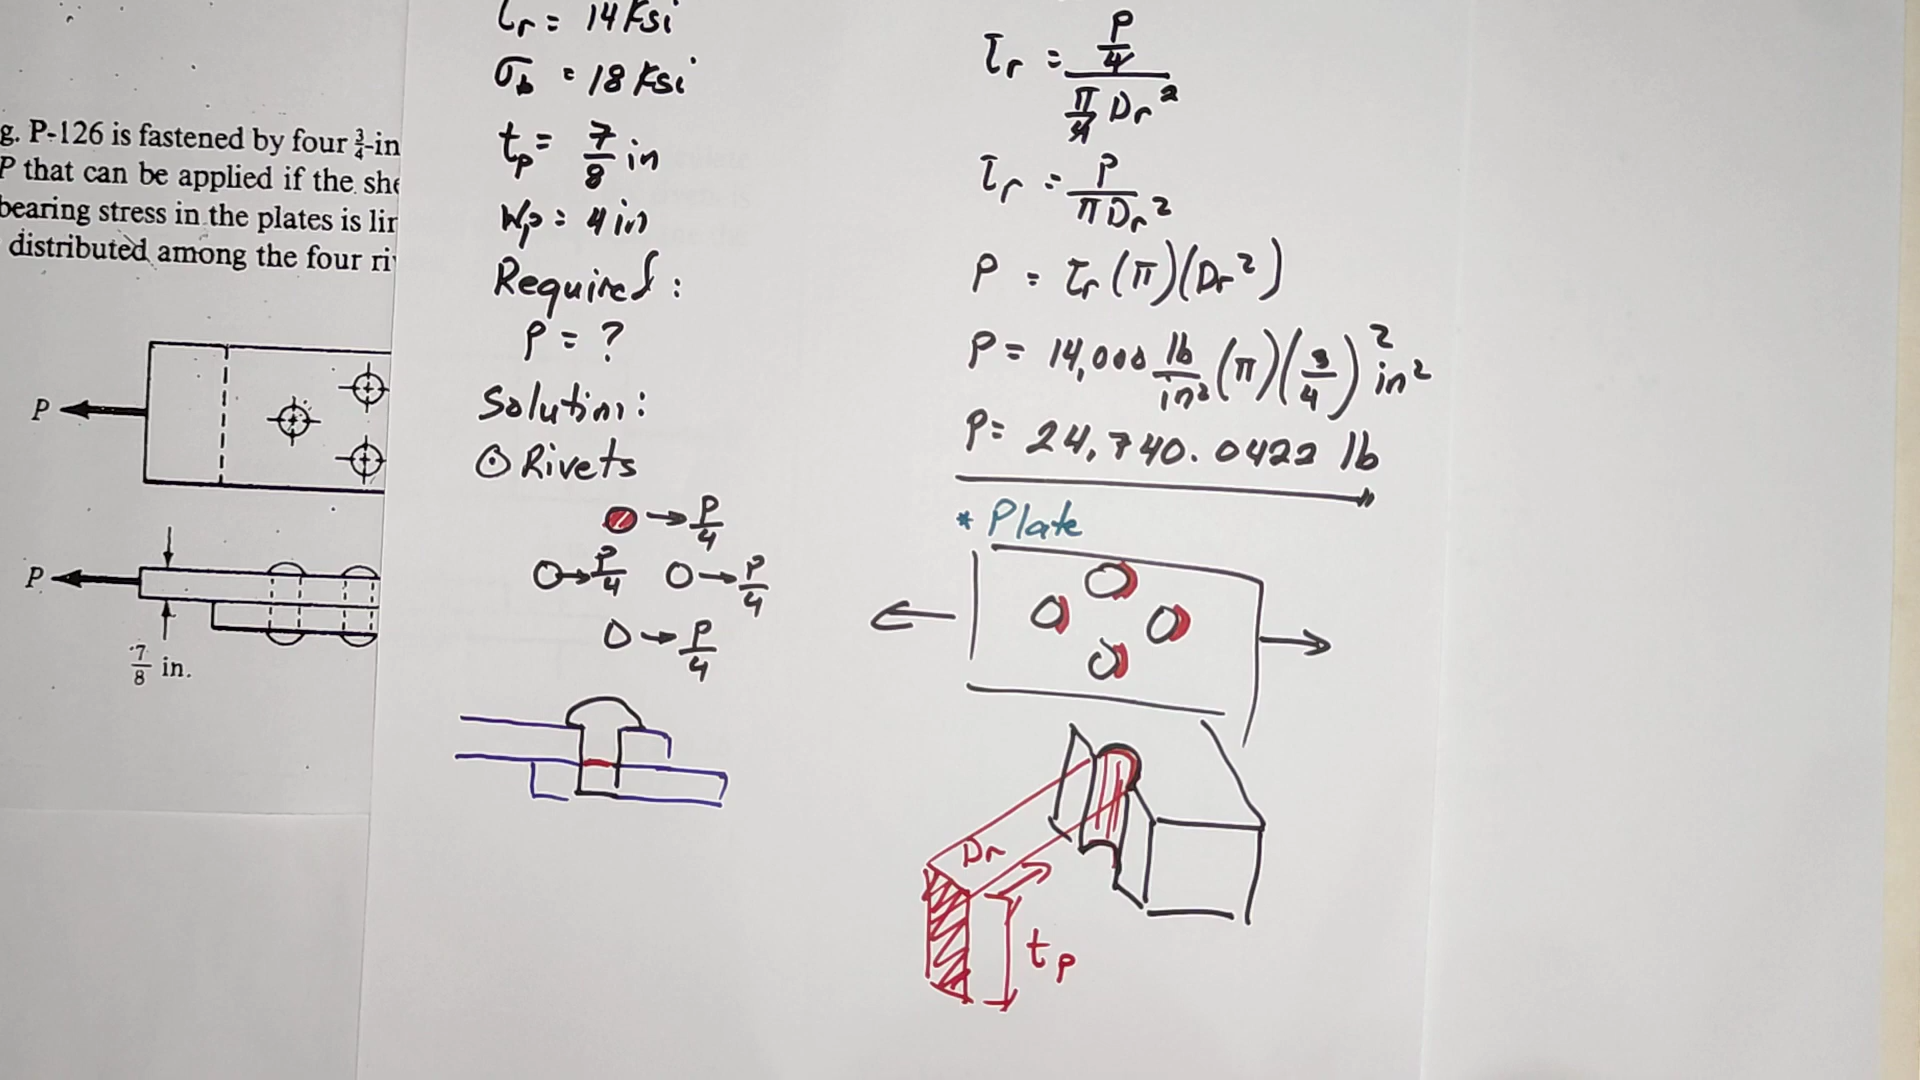 g. P-126 is fastened by four 3/4-in
P that can be applied if the she
bearing stress in the plates is lir
distributed among the four ri
P
P
7/8 in.
τr = 14 Ksi
σb = 18 Ksi
tp = 7/8 in
Wp = 4 in
Required:
P = ?
Solution:
⊙ Rivets
→ P/4
→ P/4 → P/4
→ P/4
τr = (P/4)/(π/4 Dr²)
τr = P/(π Dr²)
P = τr (π)(Dr²)
P = 14,000 lb/in² (π)(3/4)² in²
P = 24,740.0422 lb
* Plate
Dr
tp